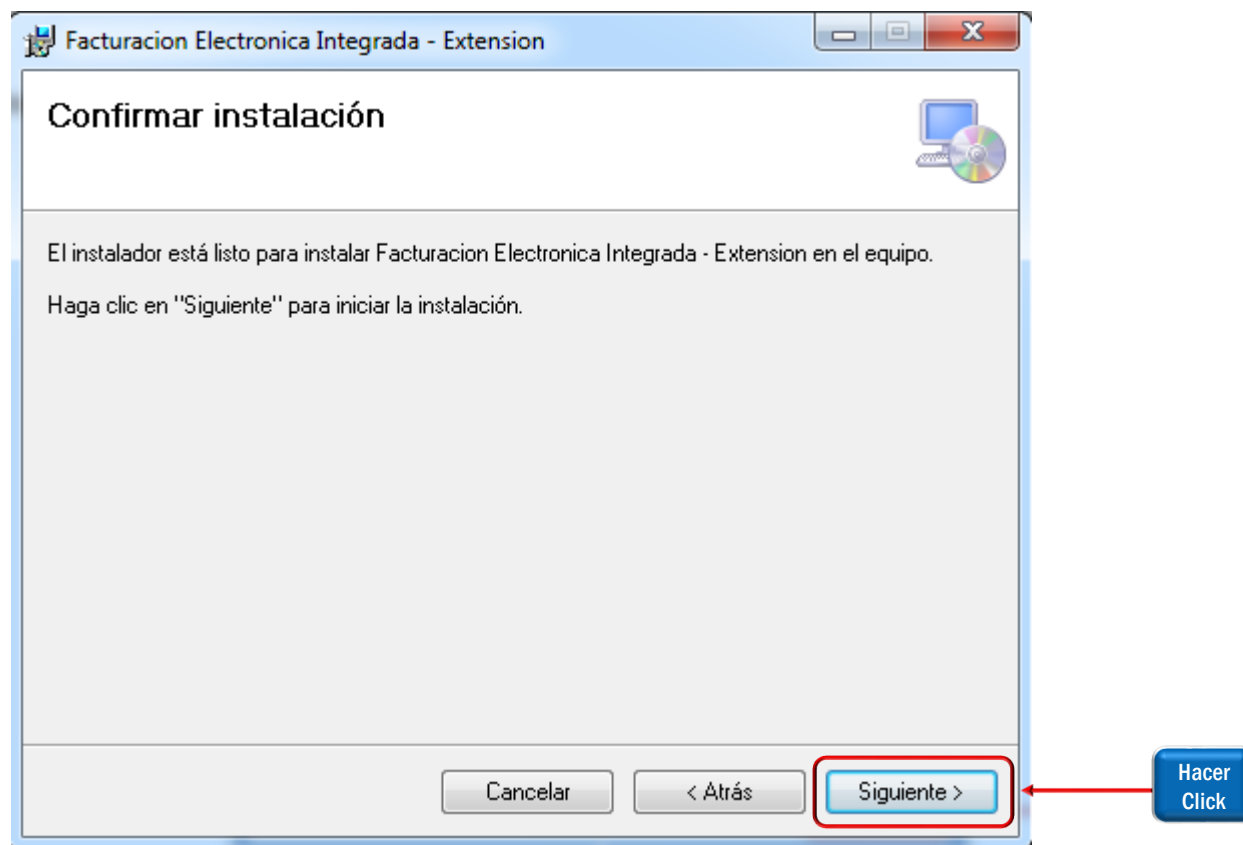 Facturacion Electronica Integrada - Extension
Confirmar instalación
El instalador está listo para instalar Facturacion Electronica Integrada - Extension en el equipo.
Haga clic en "Siguiente" para iniciar la instalación.
Cancelar
< Atrás
Siguiente >
Hacer
Click